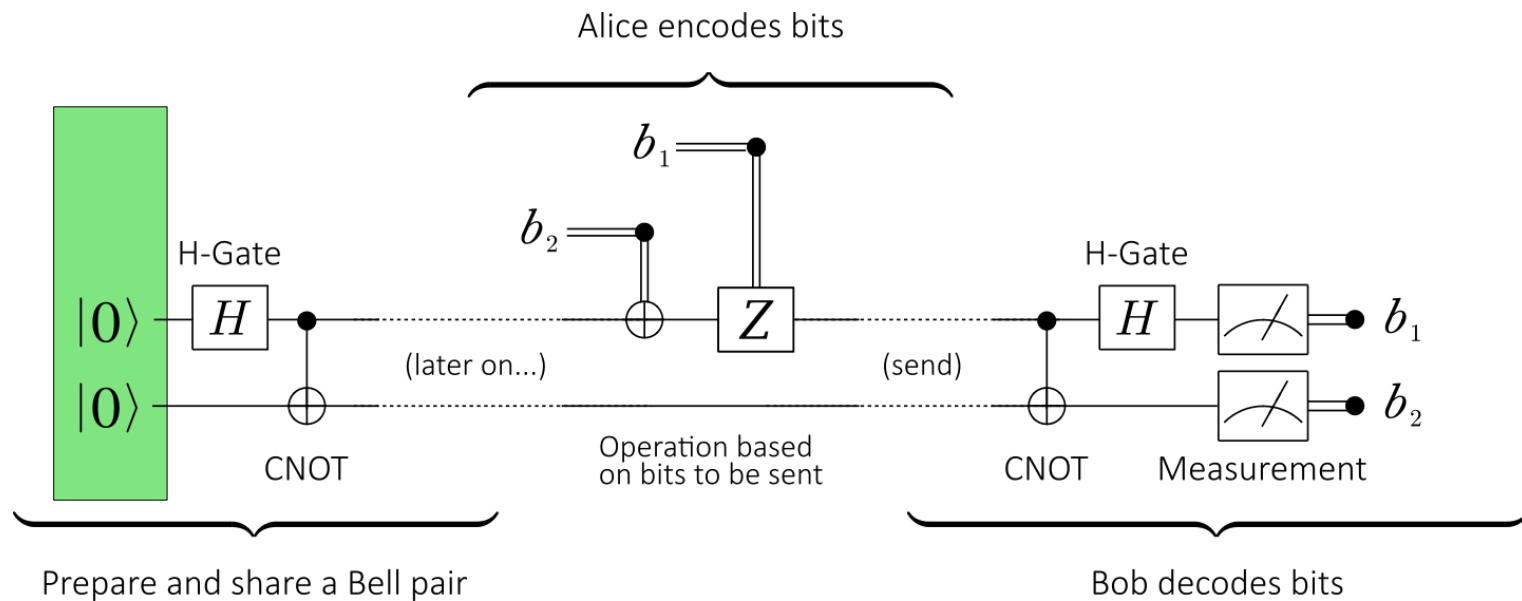 Alice encodes bits
b₁
b₂
H-Gate
H-Gate
|0⟩ H Z H b₁
(later on...) (send)
|0⟩ b₂
Operation based
on bits to be sent
CNOT CNOT Measurement
Prepare and share a Bell pair
Bob decodes bits